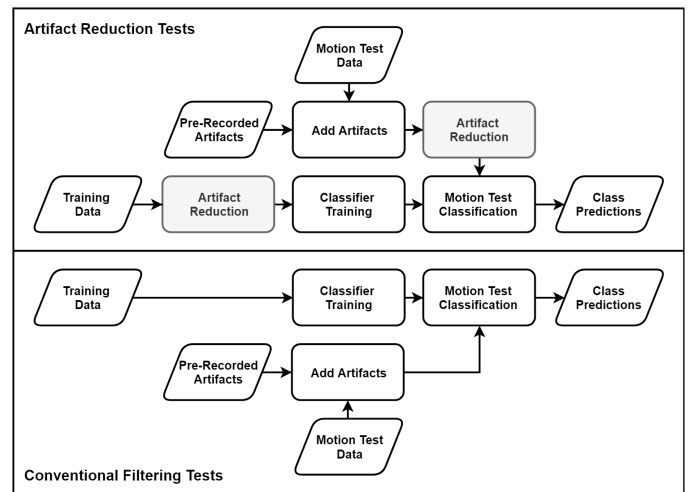 Artifact Reduction Tests
Motion Test
Data
Pre-Recorded
Artifacts
Add Artifacts
Artifact
Reduction
Training
Data
Artifact
Reduction
Classifier
Training
Motion Test
Classification
Class
Predictions
Training
Data
Classifier
Training
Motion Test
Classification
Class
Predictions
Pre-Recorded
Artifacts
Add Artifacts
Motion Test
Data
Conventional Filtering Tests